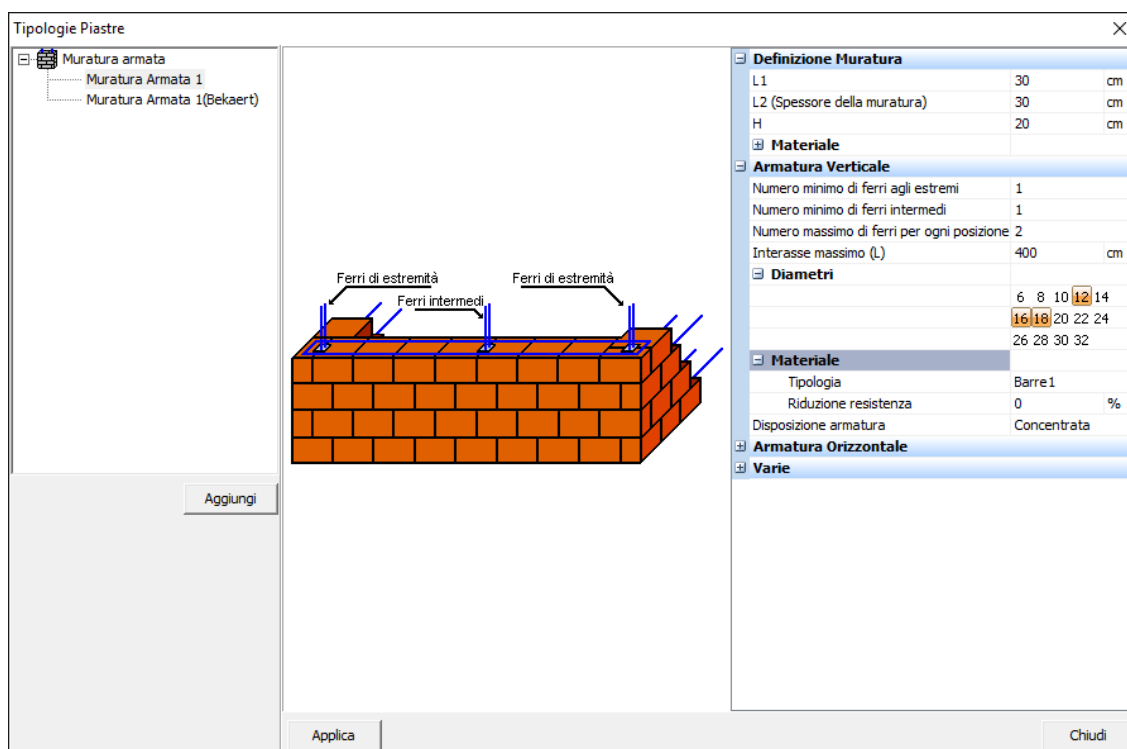 Tipologie Piastre
Muratura armata
Muratura Armata 1
Muratura Armata 1(Bekaert)
Aggiungi
Ferri di estremità
Ferri di estremità
Ferri intermedi
Definizione Muratura
L1 30 cm
L2 (Spessore della muratura) 30 cm
H 20 cm
Materiale
Armatura Verticale
Numero minimo di ferri agli estremi 1
Numero minimo di ferri intermedi 1
Numero massimo di ferri per ogni posizione 2
Interasse massimo (L) 400 cm
Diametri
6 8 10 12 14
16 18 20 22 24
26 28 30 32
Materiale
Tipologia Barre1
Riduzione resistenza 0 %
Disposizione armatura Concentrata
Armatura Orizzontale
Varie
Applica
Chiudi